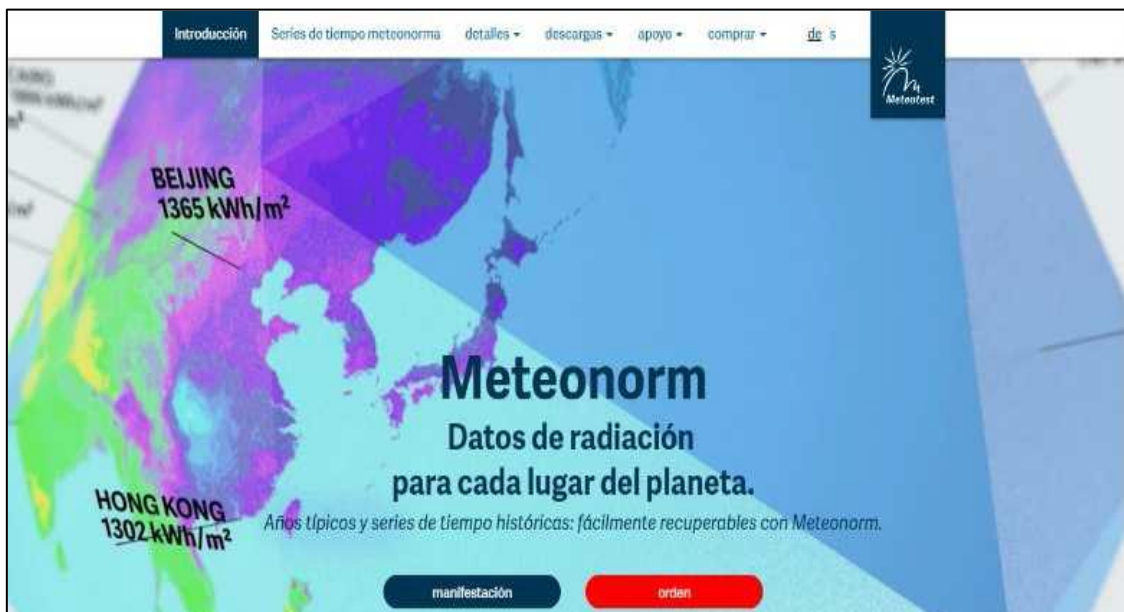 Introducción
Series de tiempo meteonorma
detalles
descargas
apoyo
comprar
de s
Meteotest
BEIJING
1365 kWh/m²
Meteonorm
Datos de radiación
para cada lugar del planeta.
HONG KONG
1302 kWh/m²
Años típicos y series de tiempo históricas: fácilmente recuperables con Meteonorm.
manifestación
orden